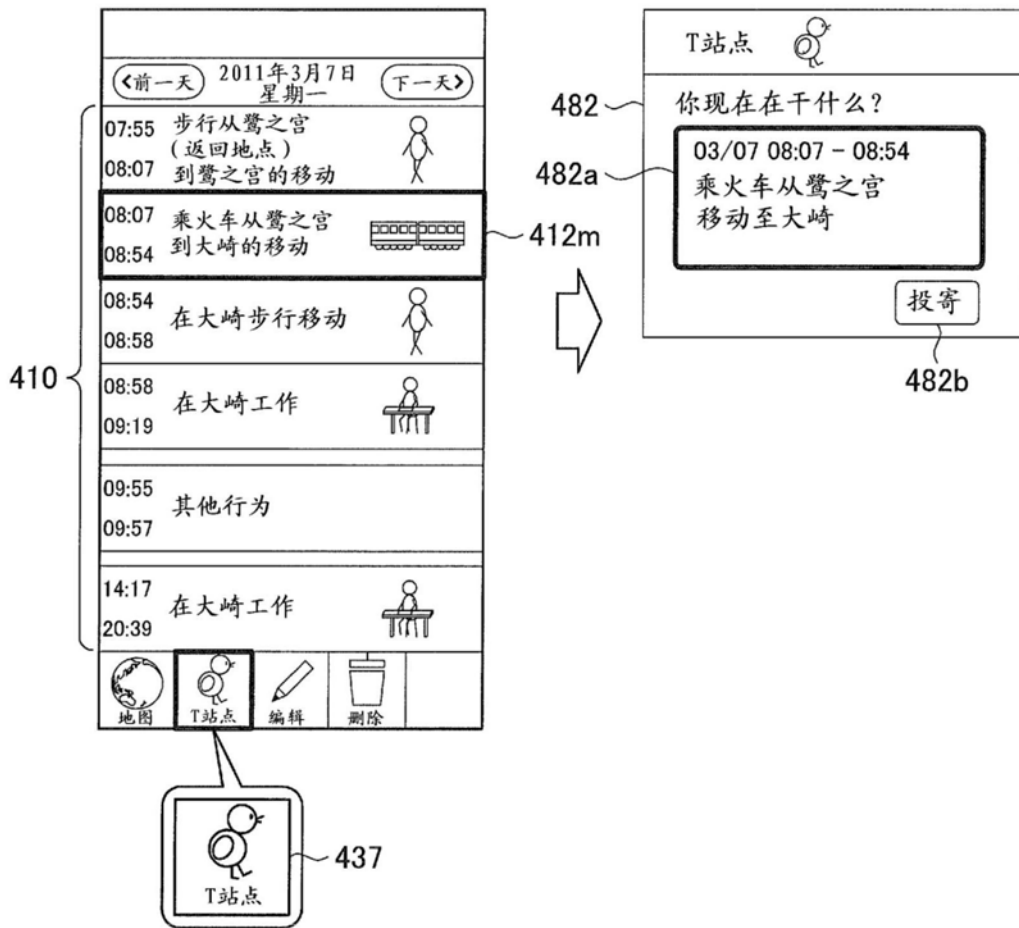 <前一天
2011年3月7日
星期一
下一天>
07:55
08:07
步行从鹭之宫
(返回地点)
到鹭之宫的移动
08:07
08:54
乘火车从鹭之宫
到大崎的移动
412m
08:54
08:58
在大崎步行移动
08:58
09:19
在大崎工作
09:55
09:57
其他行为
14:17
20:39
在大崎工作
410
地图
T站点
编辑
删除
T站点
437
T站点
482
你现在在干什么?
482a
03/07 08:07 - 08:54
乘火车从鹭之宫
移动至大崎
投寄
482b